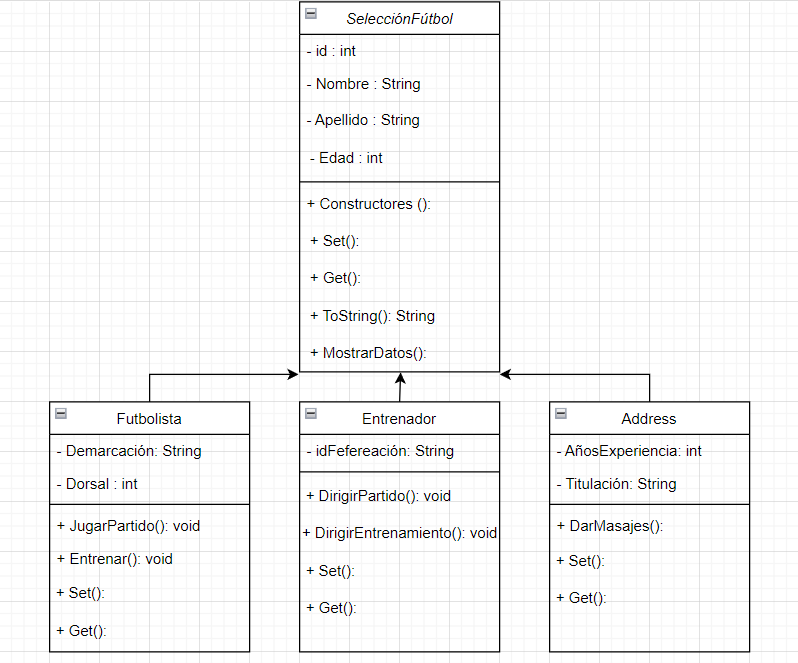 SelecciónFútbol
- id : int
- Nombre : String
- Apellido : String
- Edad : int
+ Constructores ():
+ Set():
+ Get():
+ ToString(): String
+ MostrarDatos():
Futbolista
- Demarcación: String
- Dorsal : int
+ JugarPartido(): void
+ Entrenar(): void
+ Set():
+ Get():
Entrenador
- idFefereación: String
+ DirigirPartido(): void
+ DirigirEntrenamiento(): void
+ Set():
+ Get():
Address
- AñosExperiencia: int
- Titulación: String
+ DarMasajes():
+ Set():
+ Get():